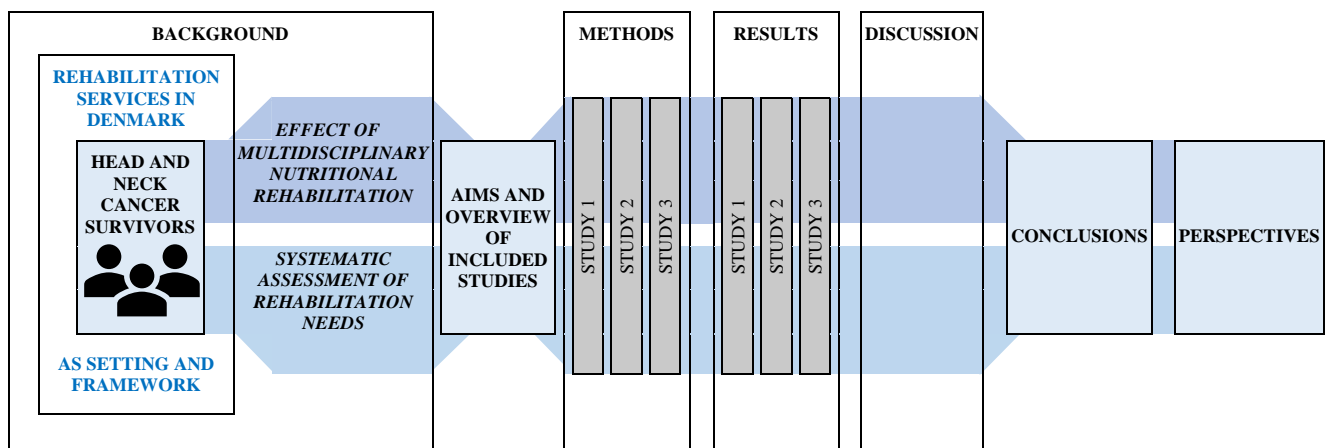 BACKGROUND
REHABILITATION
SERVICES IN
DENMARK
HEAD AND
NECK
CANCER
SURVIVORS
AS SETTING AND
FRAMEWORK
EFFECT OF
MULTIDISCIPLINARY
NUTRITIONAL
REHABILITATION
SYSTEMATIC
ASSESSMENT OF
REHABILITATION
NEEDS
AIMS AND
OVERVIEW
OF
INCLUDED
STUDIES
METHODS
STUDY 1
STUDY 2
STUDY 3
RESULTS
STUDY 1
STUDY 2
STUDY 3
DISCUSSION
CONCLUSIONS
PERSPECTIVES